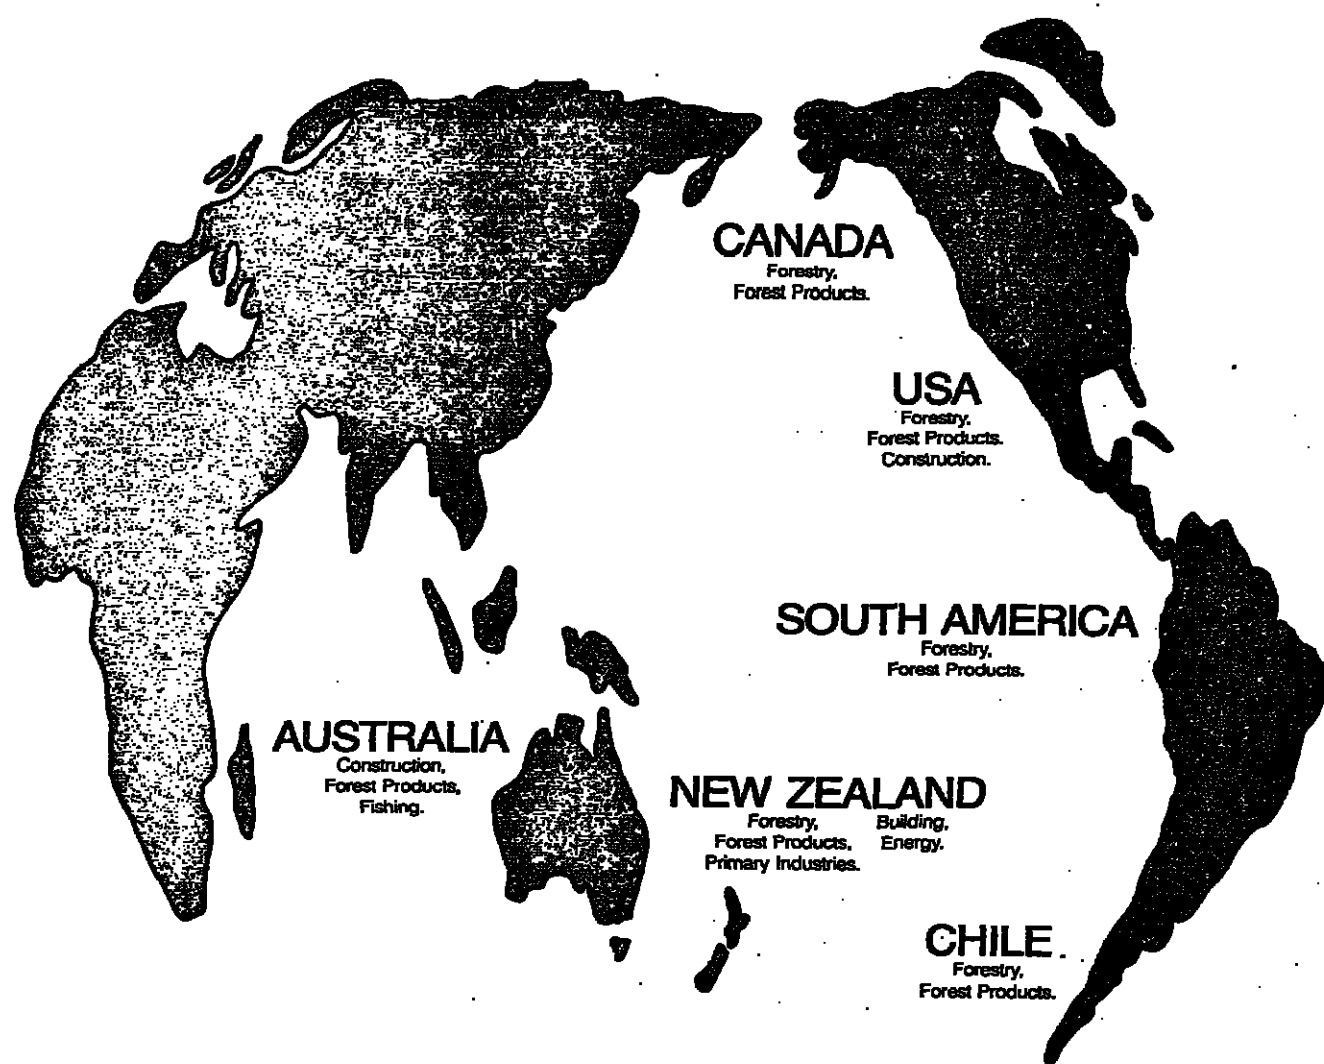 CANADA
Forestry,
Forest Products.
USA
Forestry.
Forest Products.
Construction.
SOUTH AMERICA
Forestry,
Forest Products.
AUSTRALIA
Construction,
Forest Products,
Fishing.
NEW ZEALAND
Forestry, Building,
Forest Products, Energy.
Primary Industries.
CHILE
Forestry,
Forest Products.